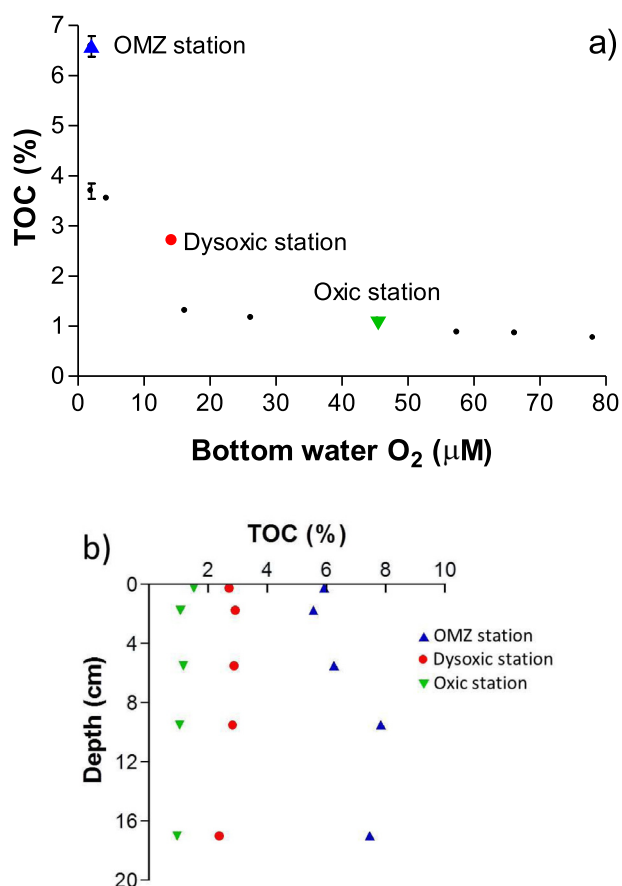 a)
TOC (%)
7
6
5
4
3
2
1
0
OMZ station
Dysoxic station
Oxic station
0 10 20 30 40 50 60 70 80
Bottom water O₂ (μM)
b)
TOC (%)
2 4 6 8 10
Depth (cm)
0
4
8
12
16
20
OMZ station
Dysoxic station
Oxic station